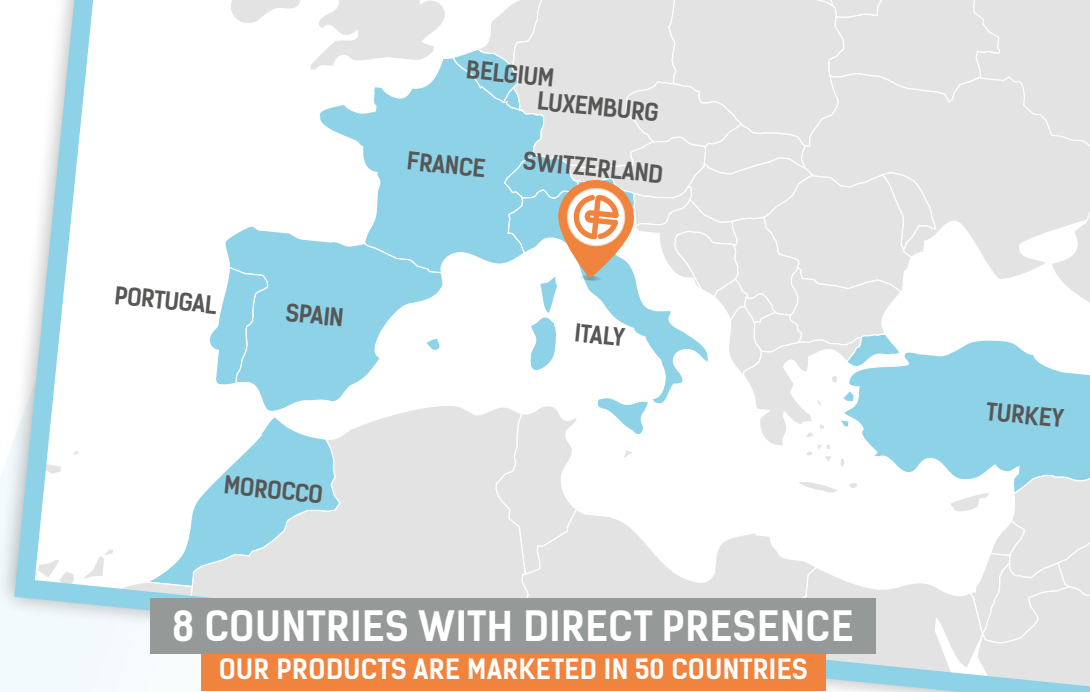 BELGIUM
LUXEMBURG
FRANCE
SWITZERLAND
PORTUGAL
SPAIN
ITALY
TURKEY
MOROCCO
8 COUNTRIES WITH DIRECT PRESENCE
OUR PRODUCTS ARE MARKETED IN 50 COUNTRIES